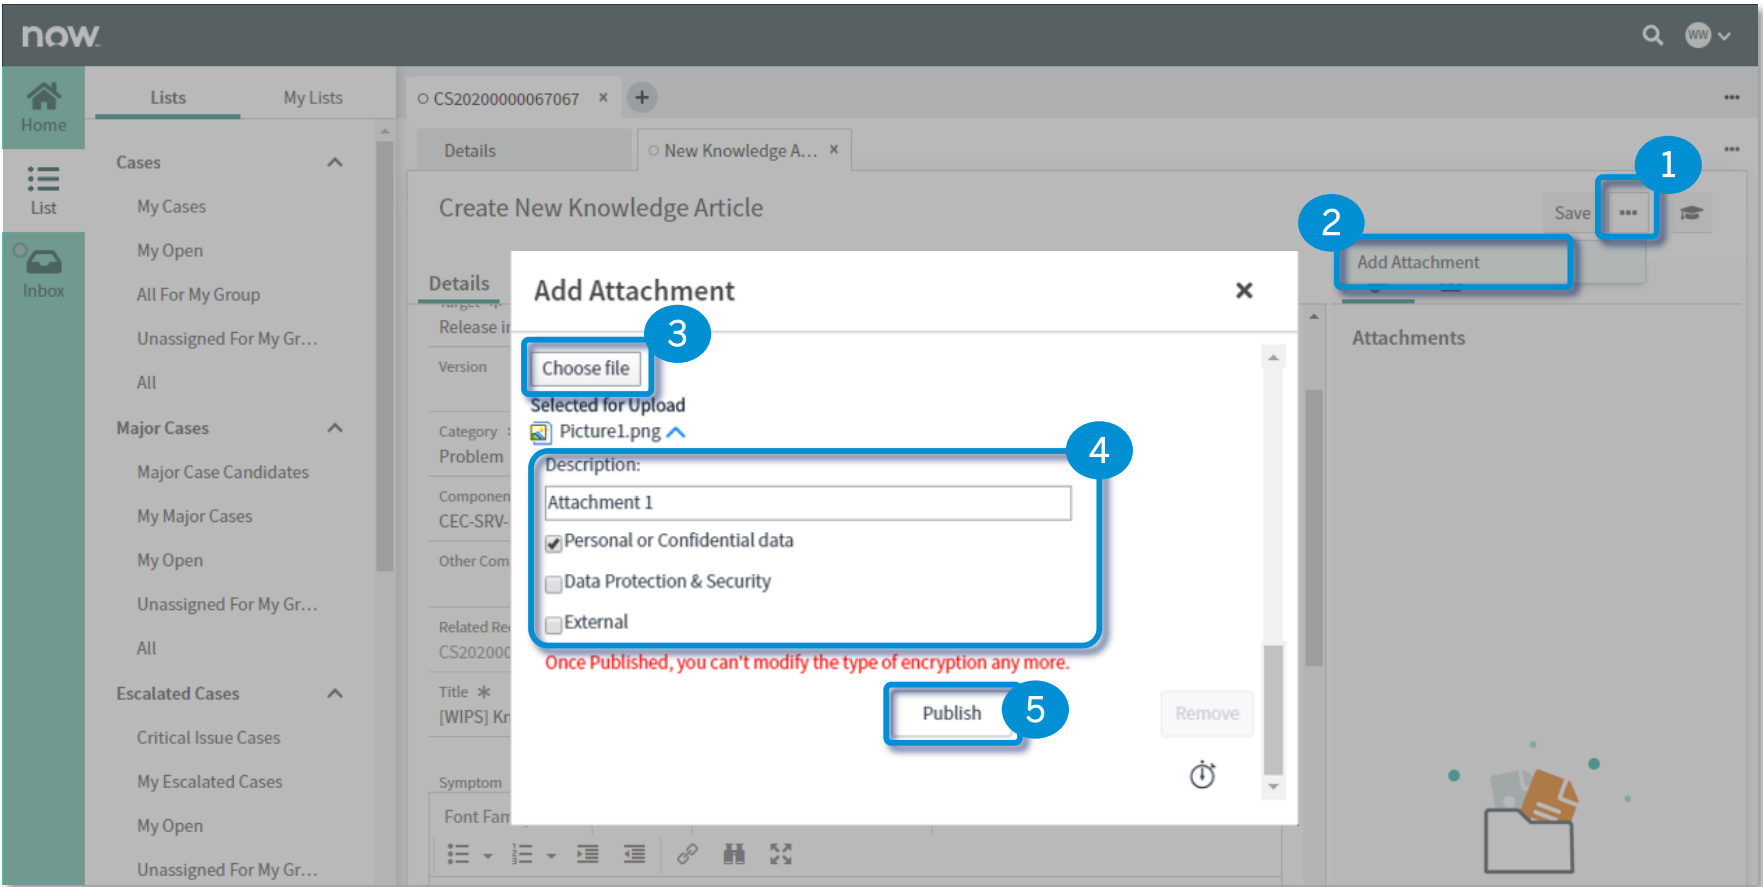 now
WW
Home
List
Inbox
Lists
My Lists
Cases
My Cases
My Open
All For My Group
Unassigned For My Gr...
All
Major Cases
Major Case Candidates
My Major Cases
My Open
Unassigned For My Gr...
All
Escalated Cases
Critical Issue Cases
My Escalated Cases
My Open
Unassigned For My Gr...
CS20200000067067
Details
New Knowledge A...
Create New Knowledge Article
Save
1
2
Add Attachment
Details
Target
Release in
Version
Category
Problem
Componen
CEC-SRV-
Other Com
Related Re
CS202000
Title *
[WIPS] Kn
Symptom
Font Fam
Add Attachment
3
Choose file
Selected for Upload
Picture1.png
4
Description:
Attachment 1
Personal or Confidential data
Data Protection & Security
External
Once Published, you can't modify the type of encryption any more.
Publish
5
Remove
Attachments